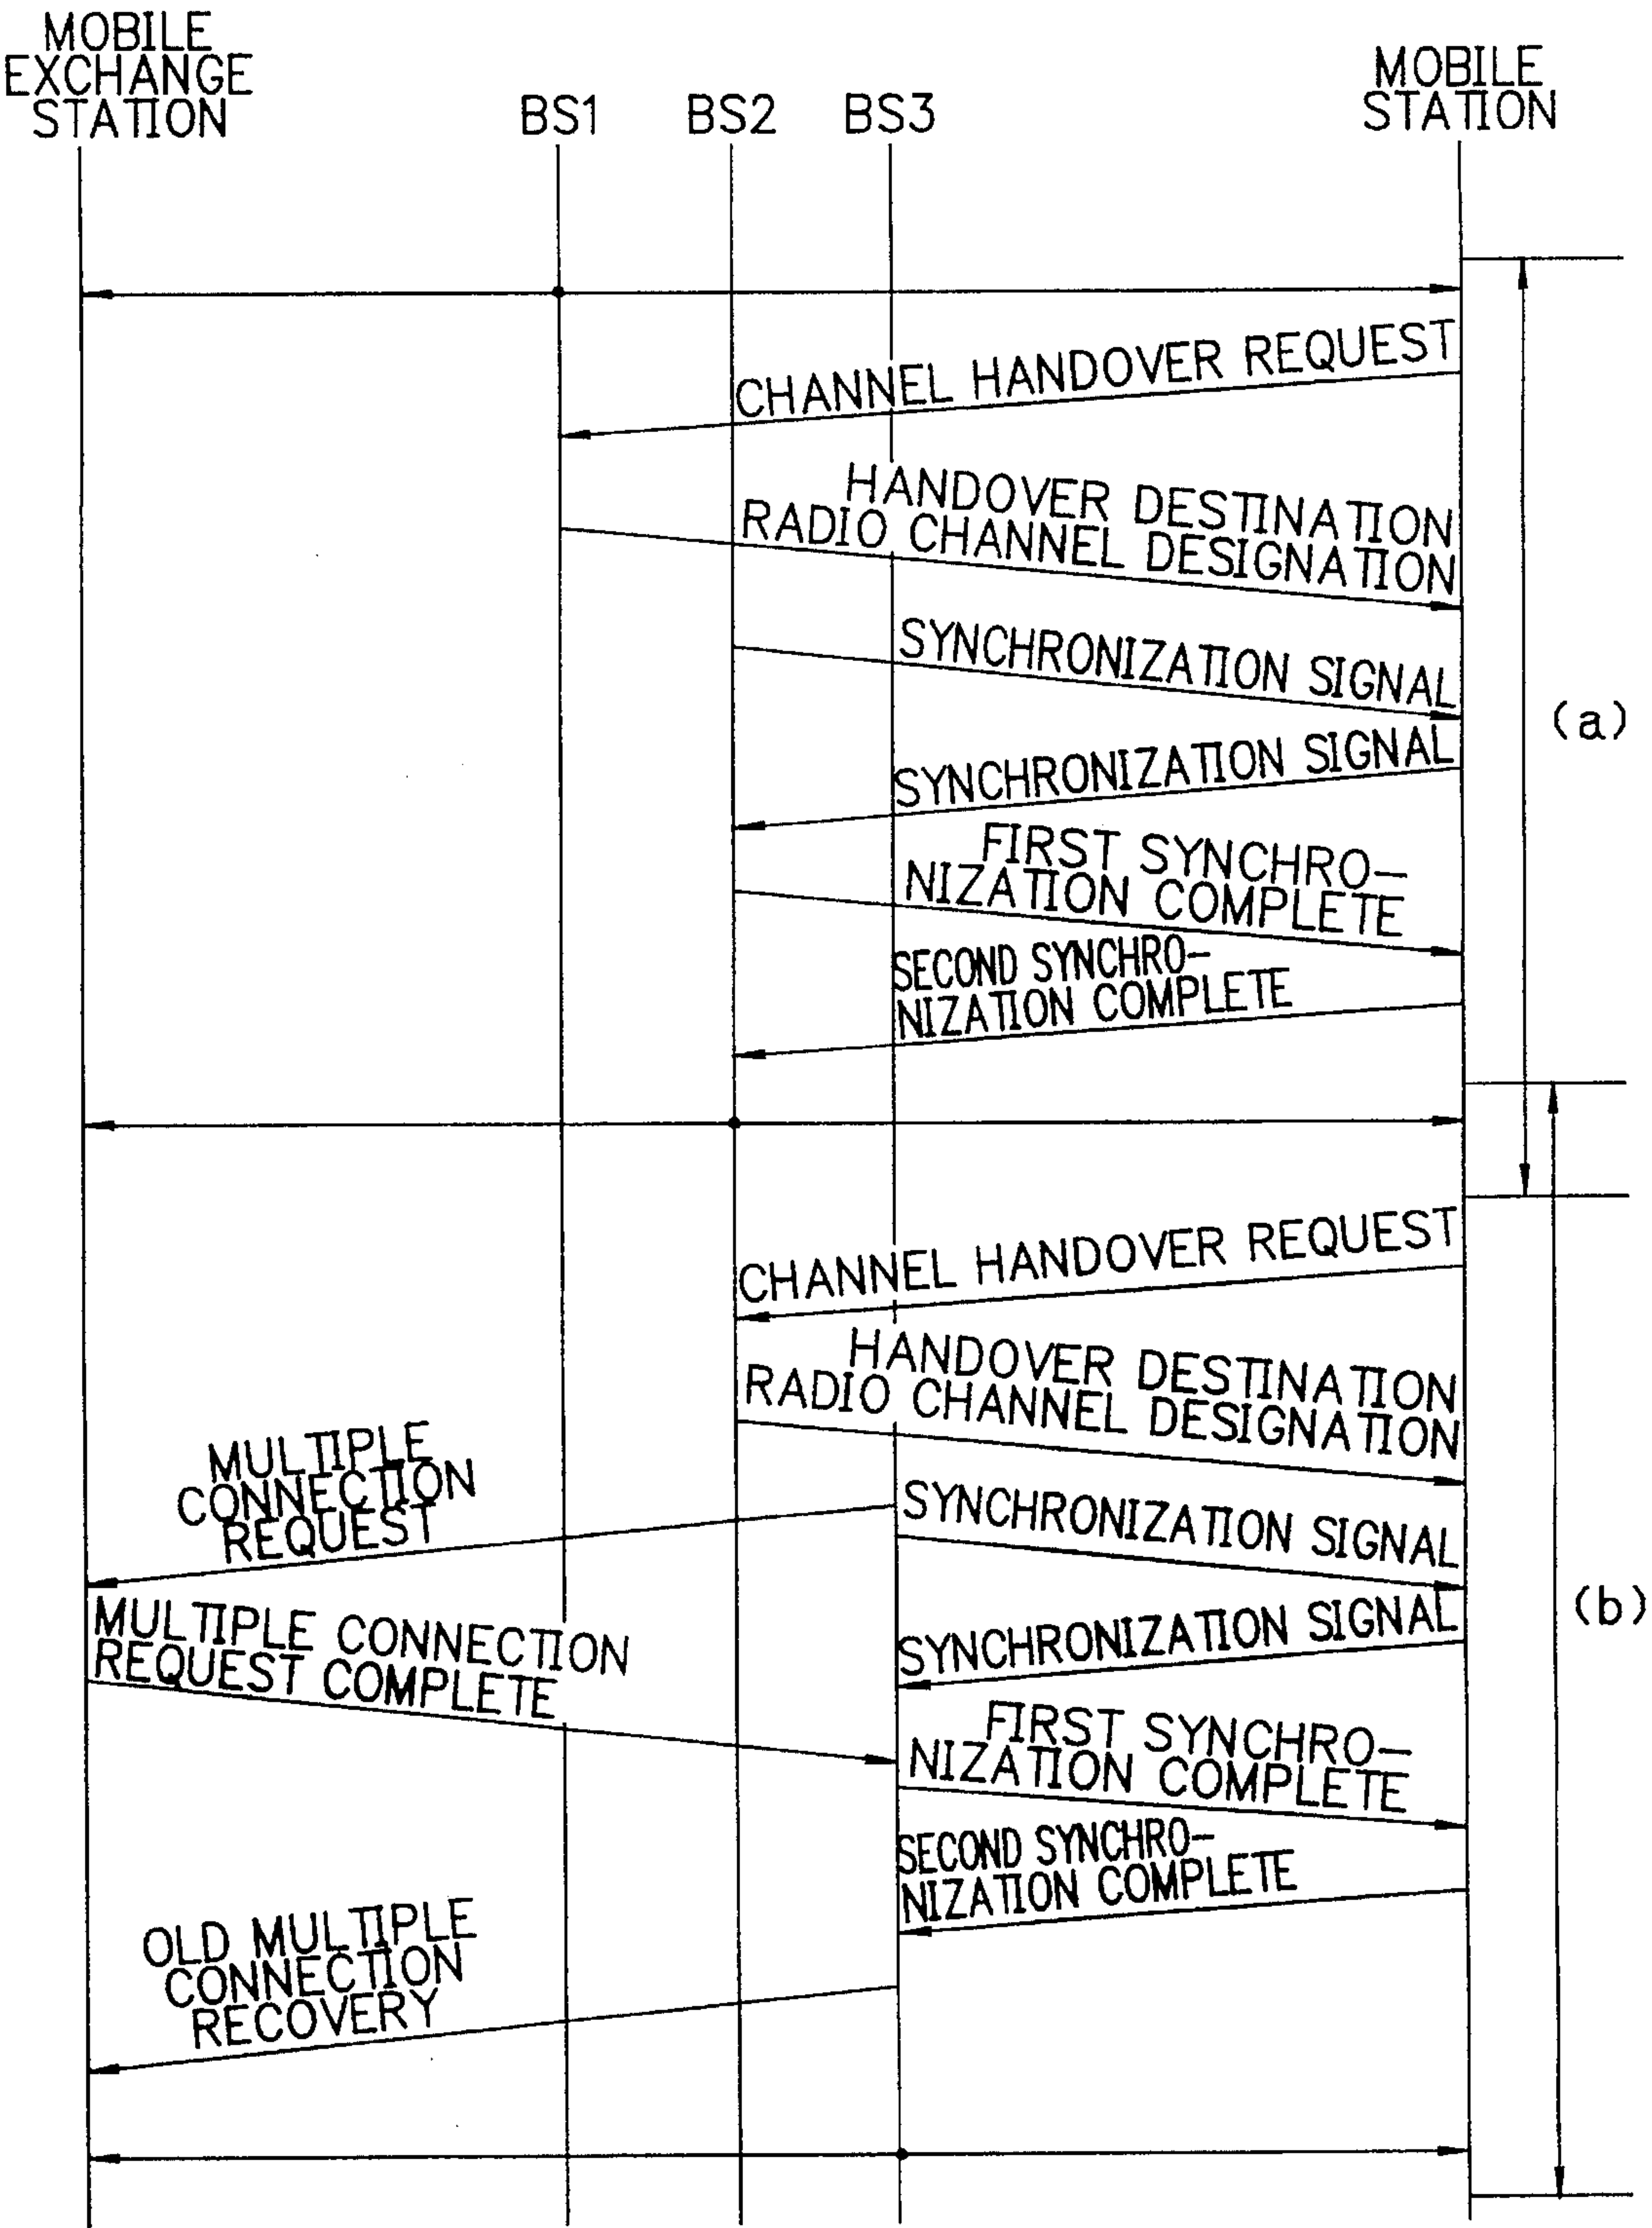 MOBILE
EXCHANGE
STATION
BS1
BS2
BS3
MOBILE
STATION
CHANNEL HANDOVER REQUEST
HANDOVER DESTINATION
RADIO CHANNEL DESIGNATION
SYNCHRONIZATION SIGNAL
(a)
SYNCHRONIZATION SIGNAL
FIRST SYNCHRO-
NIZATION COMPLETE
SECOND SYNCHRO-
NIZATION COMPLETE
CHANNEL HANDOVER REQUEST
HANDOVER DESTINATION
RADIO CHANNEL DESIGNATION
MULTIPLE
CONNECTION
REQUEST
SYNCHRONIZATION SIGNAL
(b)
MULTIPLE CONNECTION
REQUEST COMPLETE
SYNCHRONIZATION SIGNAL
FIRST SYNCHRO-
NIZATION COMPLETE
SECOND SYNCHRO-
NIZATION COMPLETE
OLD MULTIPLE
CONNECTION
RECOVERY